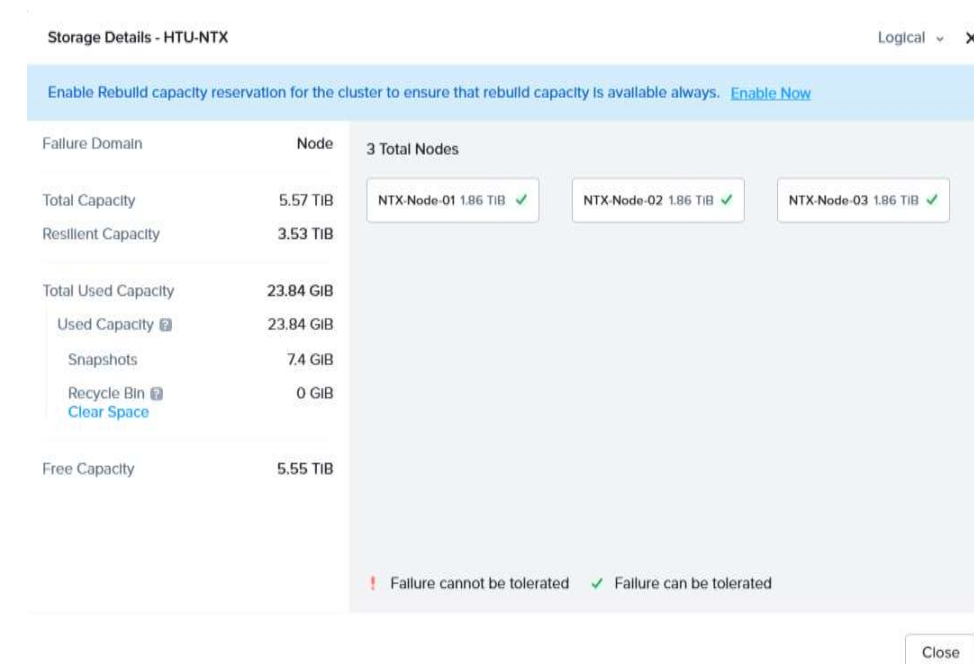 Storage Details - HTU-NTX
Logical
Enable Rebuild capacity reservation for the cluster to ensure that rebuild capacity is available always. Enable Now
Failure Domain Node
Total Capacity 5.57 TiB
Resilient Capacity 3.53 TiB
Total Used Capacity 23.84 GiB
Used Capacity ?
23.84 GiB
Snapshots 7.4 GiB
Recycle Bin ?
0 GiB
Clear Space
Free Capacity 5.55 TiB
3 Total Nodes
NTX-Node-01 1.86 TiB
NTX-Node-02 1.86 TiB
NTX-Node-03 1.86 TiB
! Failure cannot be tolerated
✓ Failure can be tolerated
Close